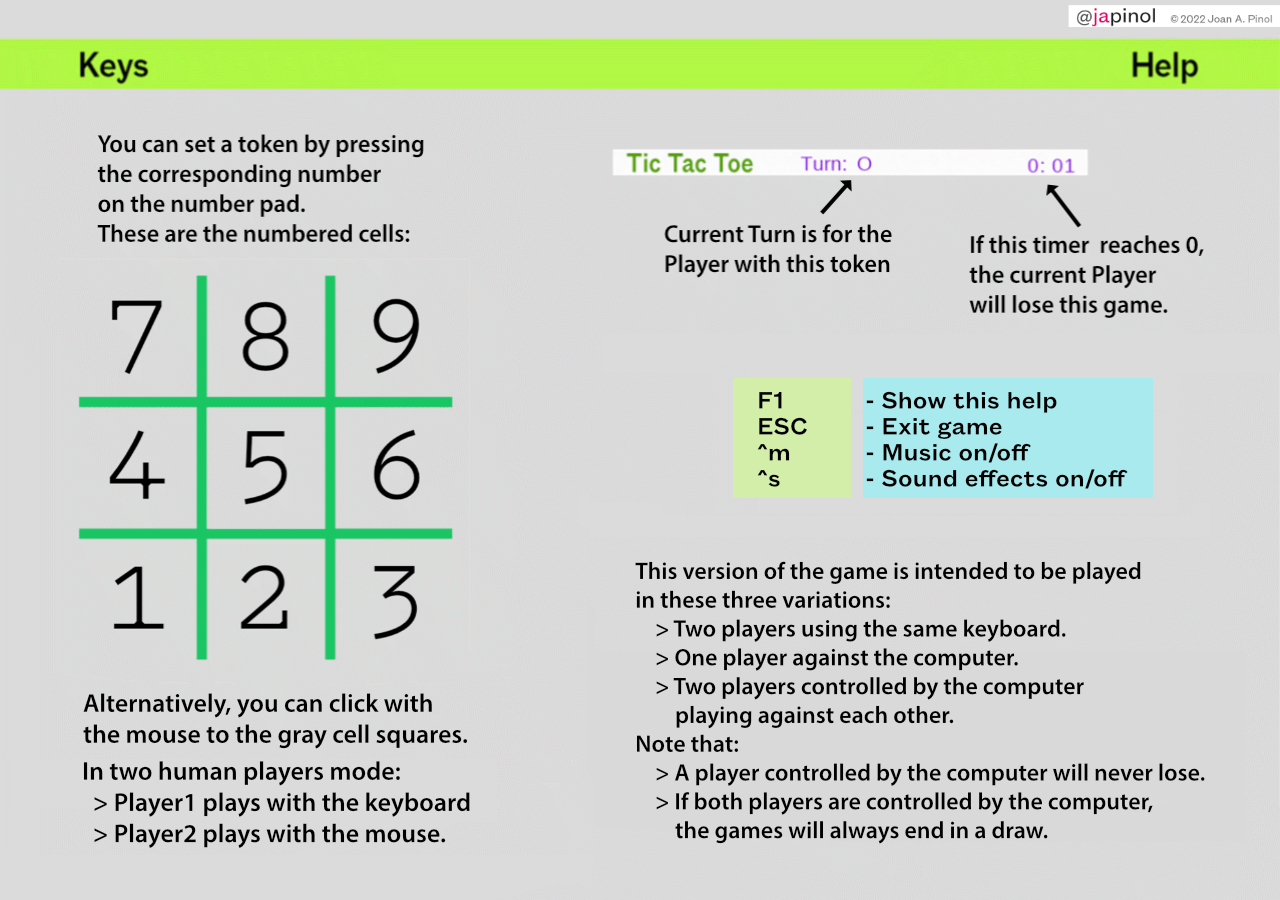 @japinol © 2022 Joan A. Pinol
Keys
Help
You can set a token by pressing
the corresponding number
on the number pad.
These are the numbered cells:
7 8 9
4 5 6
1 2 3
Alternatively, you can click with
the mouse to the gray cell squares.
In two human players mode:
> Player1 plays with the keyboard
> Player2 plays with the mouse.
Tic Tac Toe Turn: O 0: 01
Current Turn is for the
Player with this token
If this timer reaches 0,
the current Player
will lose this game.
F1 - Show this help
ESC - Exit game
^m - Music on/off
^s - Sound effects on/off
This version of the game is intended to be played
in these three variations:
> Two players using the same keyboard.
> One player against the computer.
> Two players controlled by the computer
playing against each other.
Note that:
> A player controlled by the computer will never lose.
> If both players are controlled by the computer,
the games will always end in a draw.